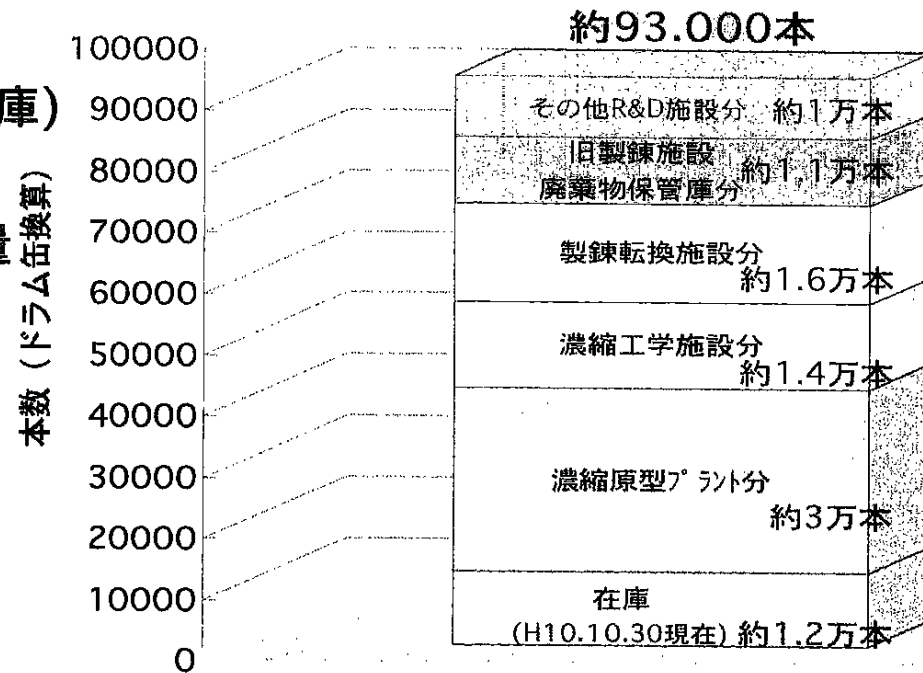 約93.000本
庫)
本数（ドラム缶換算）
100000
90000
80000
70000
60000
50000
40000
30000
20000
10000
0
その他R&D施設分 約1万本
旧製錬施設
廃棄物保管庫分 約1.1万本
製錬転換施設分
約1.6万本
濃縮工学施設分
約1.4万本
濃縮原型プラント分
約3万本
在庫
(H10.10.30現在) 約1.2万本